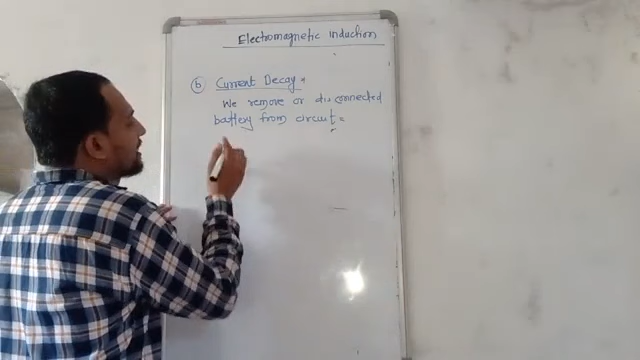 Electromagnetic Induction
(b) Current Decay :
We remove or disconnected
battery from circuit =